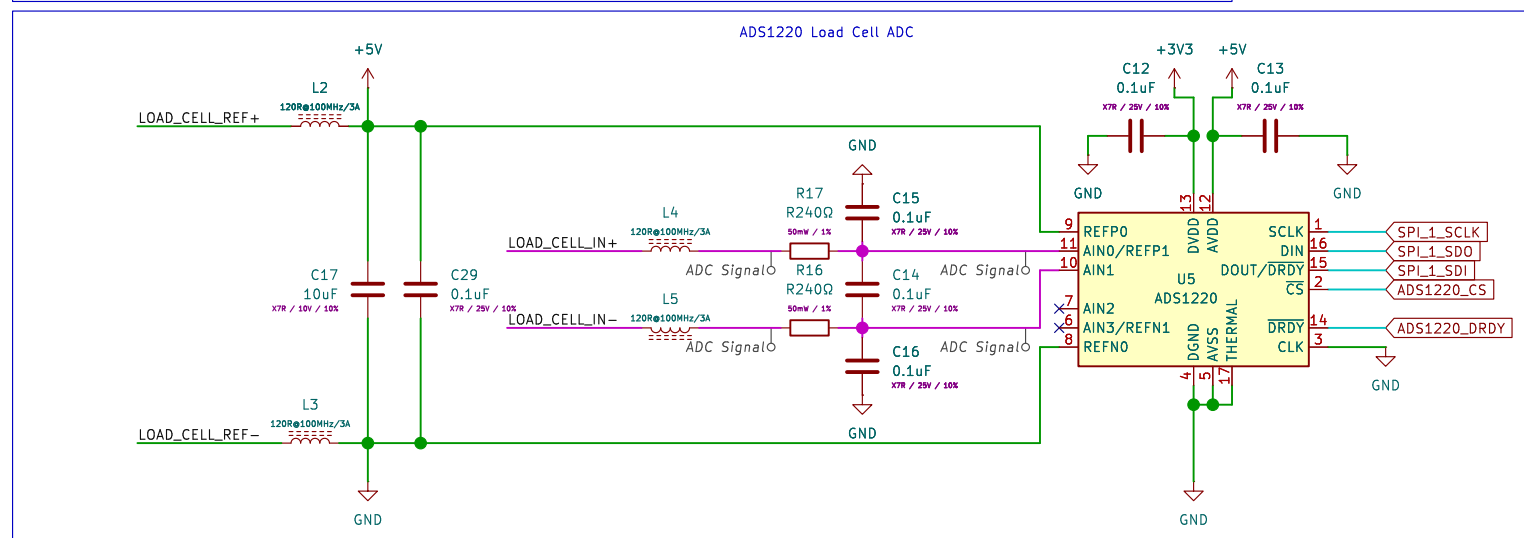 ADS1220 Load Cell ADC
+5V
L2
120R@100MHz/3A
LOAD_CELL_REF+
+3V3
+5V
C12
0.1uF
X7R / 25V / 10%
C13
0.1uF
X7R / 25V / 10%
GND
GND
GND
R17
R240Ω
50mW / 1%
C15
0.1uF
X7R / 25V / 10%
L4
120R@100MHz/3A
LOAD_CELL_IN+
ADC Signal
ADC Signal
R16
R240Ω
50mW / 1%
C14
0.1uF
X7R / 25V / 10%
L5
120R@100MHz/3A
LOAD_CELL_IN-
ADC Signal
ADC Signal
C16
0.1uF
X7R / 25V / 10%
GND
C17
10uF
X7R / 10V / 10%
C29
0.1uF
X7R / 25V / 10%
L3
120R@100MHz/3A
LOAD_CELL_REF-
GND
13
12
DVDD
AVDD
9
REFP0
11
AIN0/REFP1
10
AIN1
7
AIN2
6
AIN3/REFN1
8
REFN0
U5
ADS1220
SCLK
1
SPI_1_SCLK
DIN
16
SPI_1_SDO
DOUT/DRDY
15
SPI_1_SDI
CS
2
ADS1220_CS
DRDY
14
ADS1220_DRDY
CLK
3
GND
DGND
AVSS
THERMAL
4
5
17
GND